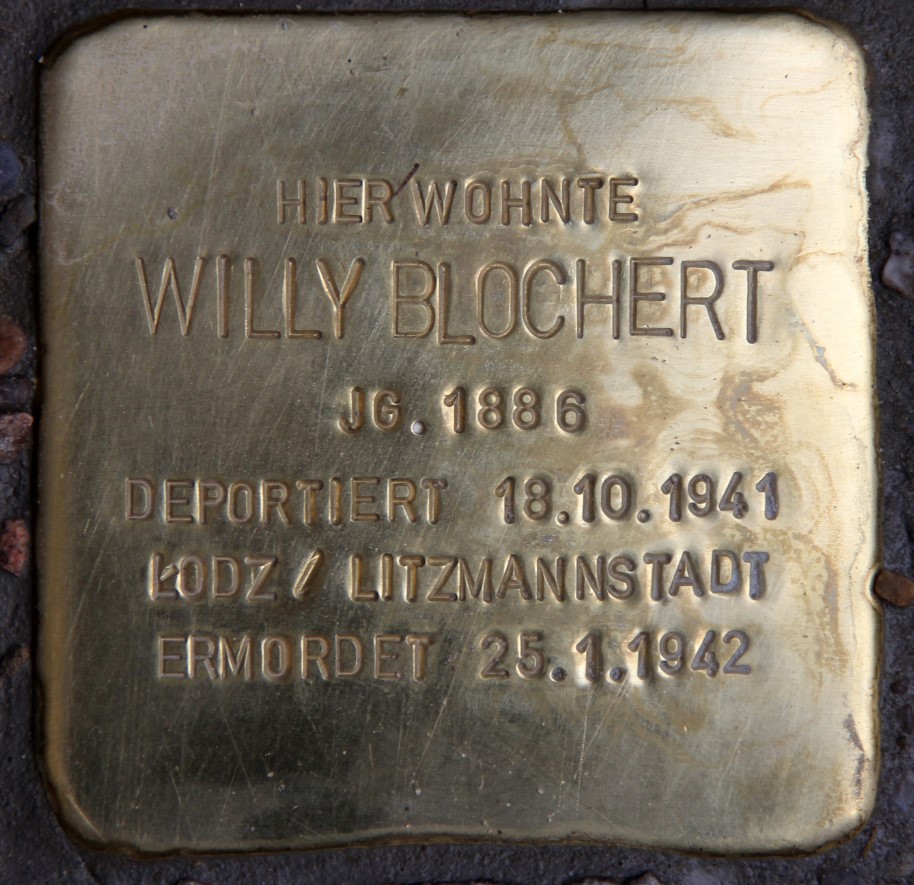 HIER WOHNTE
WILLY BLOCHERT
JG. 1886
DEPORTIERT 18.10.1941
ŁODZ / LITZMANNSTADT
ERMORDET 25.1.1942